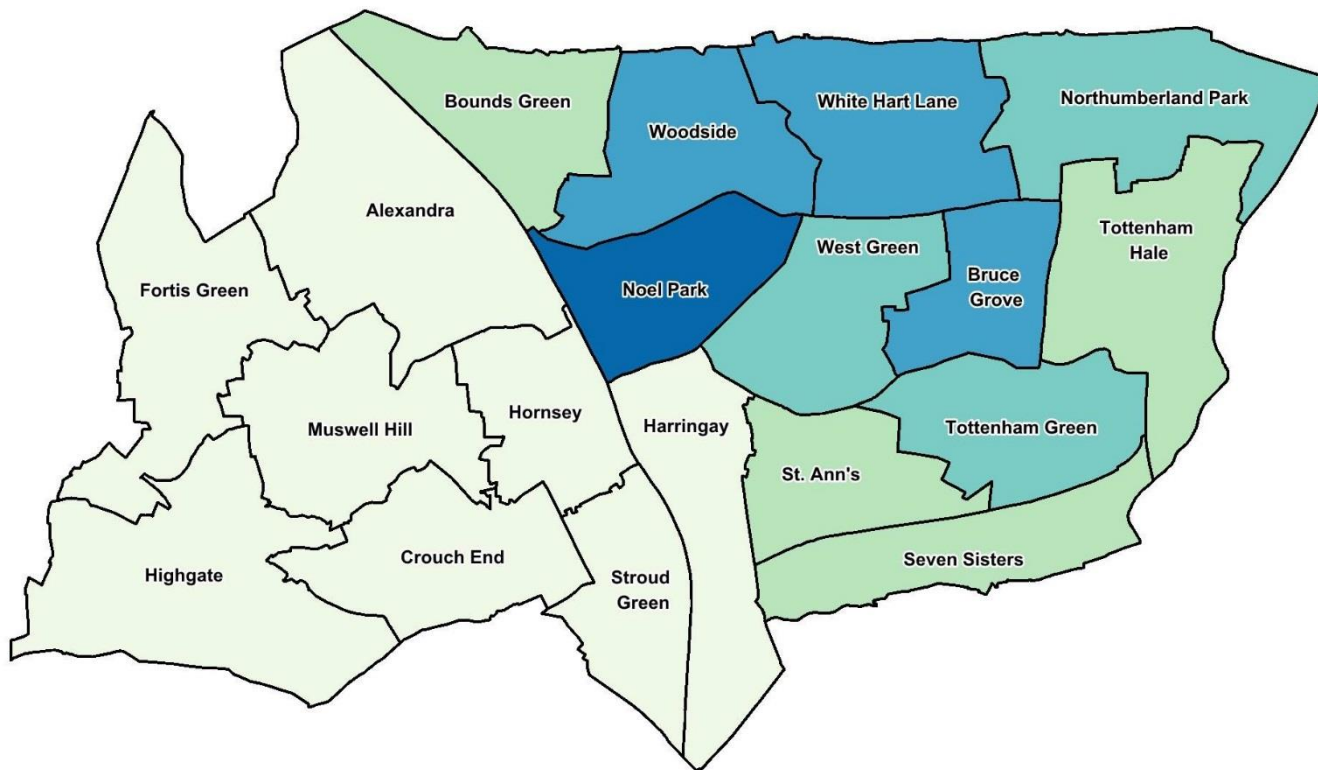 Bounds Green
Woodside
White Hart Lane
Northumberland Park
Alexandra
West Green
Tottenham
Hale
Fortis Green
Noel Park
Bruce
Grove
Muswell Hill
Hornsey
Harringay
Tottenham Green
St. Ann's
Highgate
Crouch End
Stroud
Green
Seven Sisters